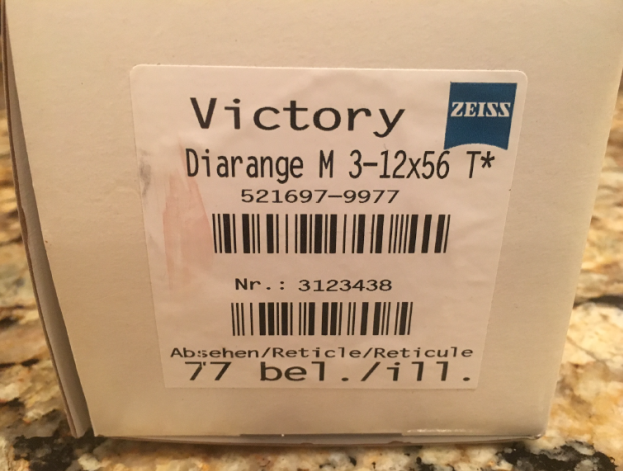 Victory
ZEISS
Diarange M 3-12x56 T*
521697-9977
Nr.: 3123438
Absehen/Reticle/Reticule
77 bel./ill.